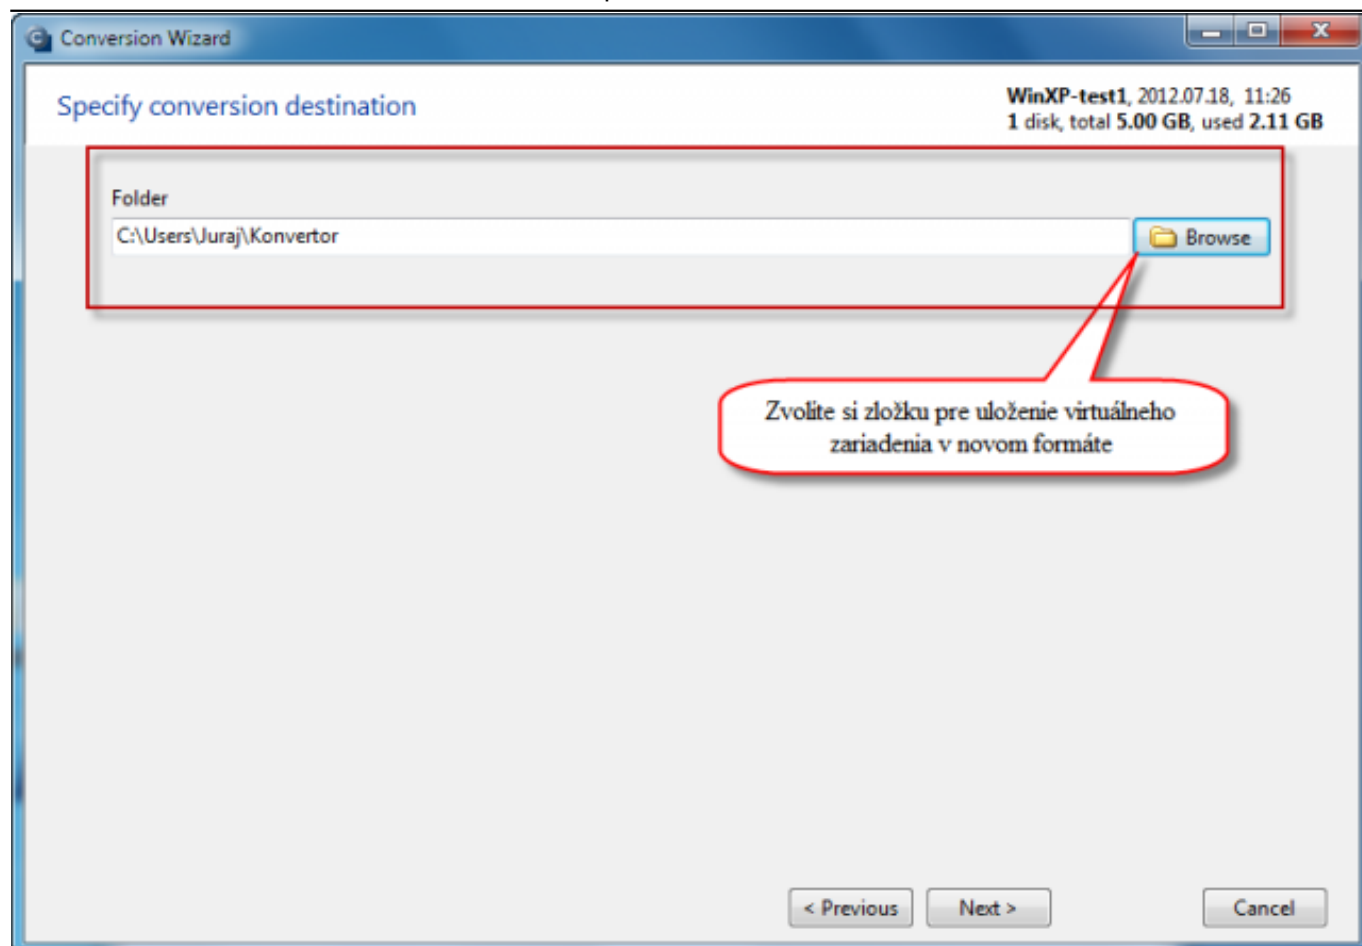 Conversion Wizard
Specify conversion destination
WinXP-test1, 2012.07.18, 11:26
1 disk, total 5.00 GB, used 2.11 GB
Folder
C:\Users\Juraj\Konvertor
Browse
Zvolite si zložku pre uloženie virtuálneho
zariadenia v novom formáte
< Previous
Next >
Cancel